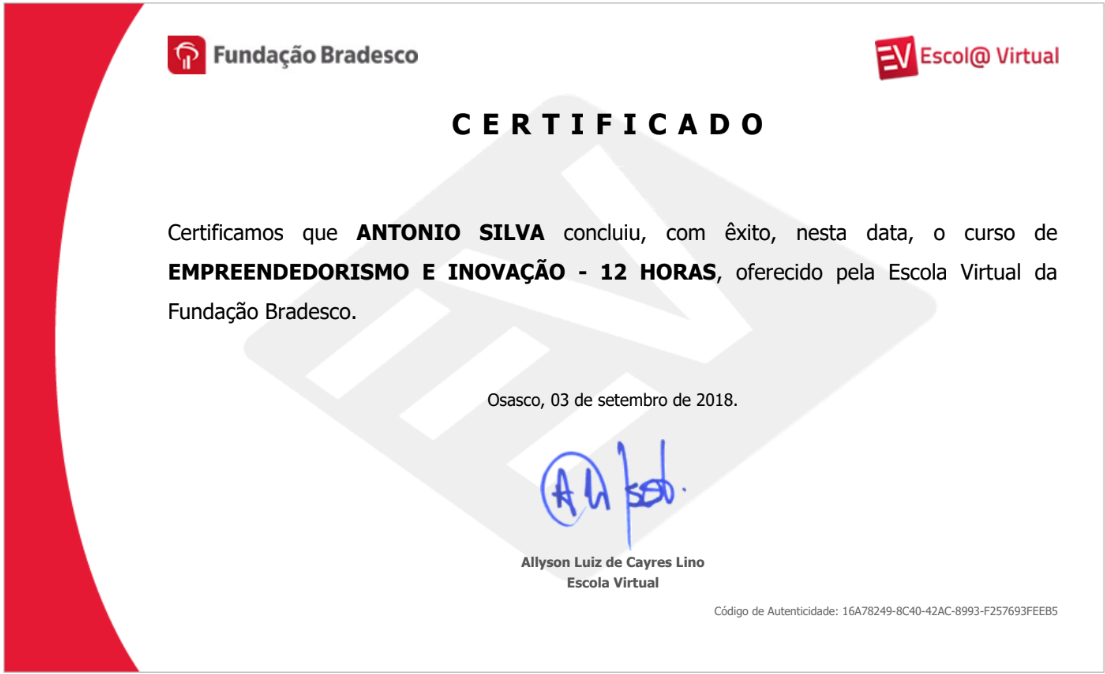 Fundação Bradesco
EV Escol@ Virtual
CERTIFICADO
Certificamos que ANTONIO SILVA concluiu, com êxito, nesta data, o curso de
EMPREENDEDORISMO E INOVAÇÃO - 12 HORAS, oferecido pela Escola Virtual da
Fundação Bradesco.
Osasco, 03 de setembro de 2018.
Allyson Luiz de Cayres Lino
Escola Virtual
Código de Autenticidade: 16A78249-8C40-42AC-8993-F257693FEEB5